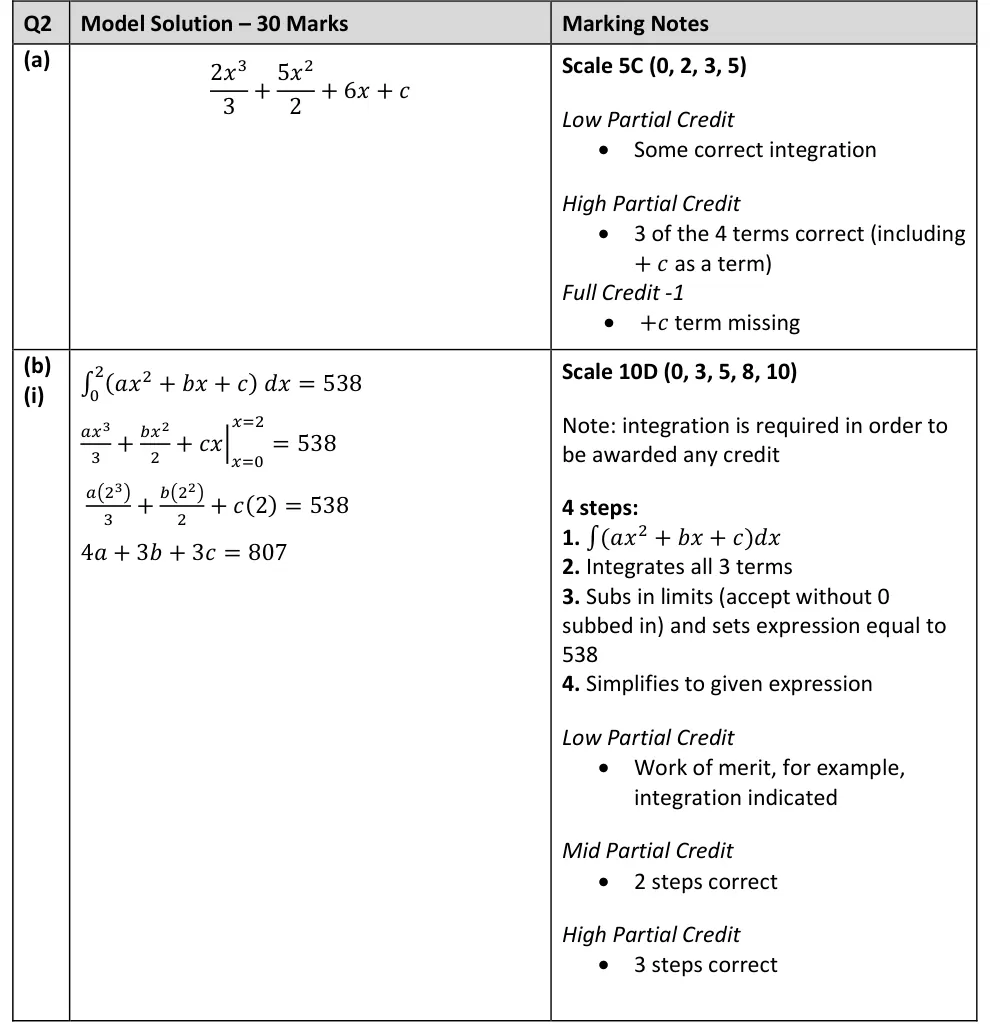 Q2 Model Solution – 30 Marks Marking Notes
(a)
2x³/3 + 5x²/2 + 6x + c
Scale 5C (0, 2, 3, 5)
Low Partial Credit
• Some correct integration
High Partial Credit
• 3 of the 4 terms correct (including
+ c as a term)
Full Credit -1
• +c term missing
(b)
(i)
∫₀²(ax² + bx + c) dx = 538
ax³/3 + bx²/2 + cx|ₓ₌₀ˣ⁼² = 538
a(2³)/3 + b(2²)/2 + c(2) = 538
4a + 3b + 3c = 807
Scale 10D (0, 3, 5, 8, 10)
Note: integration is required in order to
be awarded any credit
4 steps:
1. ∫(ax² + bx + c)dx
2. Integrates all 3 terms
3. Subs in limits (accept without 0
subbed in) and sets expression equal to
538
4. Simplifies to given expression
Low Partial Credit
• Work of merit, for example,
integration indicated
Mid Partial Credit
• 2 steps correct
High Partial Credit
• 3 steps correct